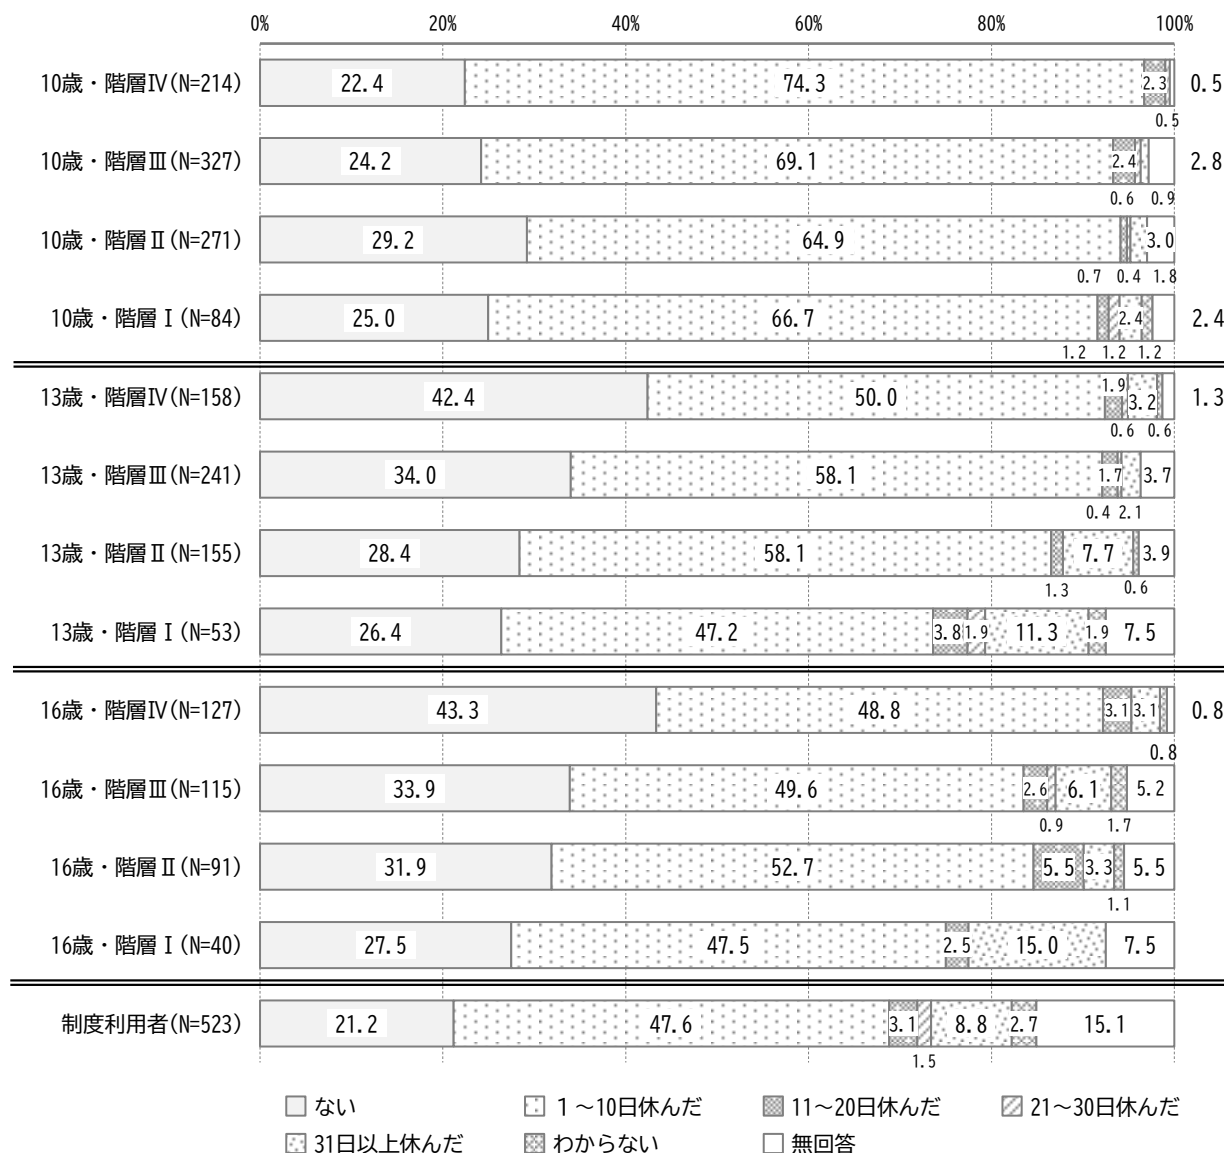 0% 20% 40% 60% 80% 100%
10歳・階層Ⅳ(N=214) 22.4 74.3 2.3 0.5
0.5
10歳・階層Ⅲ(N=327) 24.2 69.1 2.4 2.8
0.6 0.9
10歳・階層Ⅱ(N=271) 29.2 64.9 3.0
0.7 0.4 1.8
10歳・階層Ⅰ(N=84) 25.0 66.7 2.4 2.4
1.2 1.2 1.2
13歳・階層Ⅳ(N=158) 42.4 50.0 1.9 3.2 1.3
0.6 0.6
13歳・階層Ⅲ(N=241) 34.0 58.1 1.7 3.7
0.4 2.1
13歳・階層Ⅱ(N=155) 28.4 58.1 7.7 3.9
1.3 0.6
13歳・階層Ⅰ(N=53) 26.4 47.2 3.8 1.9 11.3 1.9 7.5
16歳・階層Ⅳ(N=127) 43.3 48.8 3.1 3.1 0.8
0.8
16歳・階層Ⅲ(N=115) 33.9 49.6 2.6 6.1 5.2
0.9 1.7
16歳・階層Ⅱ(N=91) 31.9 52.7 5.5 3.3 5.5
1.1
16歳・階層Ⅰ(N=40) 27.5 47.5 2.5 15.0 7.5
制度利用者(N=523) 21.2 47.6 3.1 8.8 2.7 15.1
1.5
ない 1～10日休んだ 11～20日休んだ 21～30日休んだ
31日以上休んだ わからない 無回答